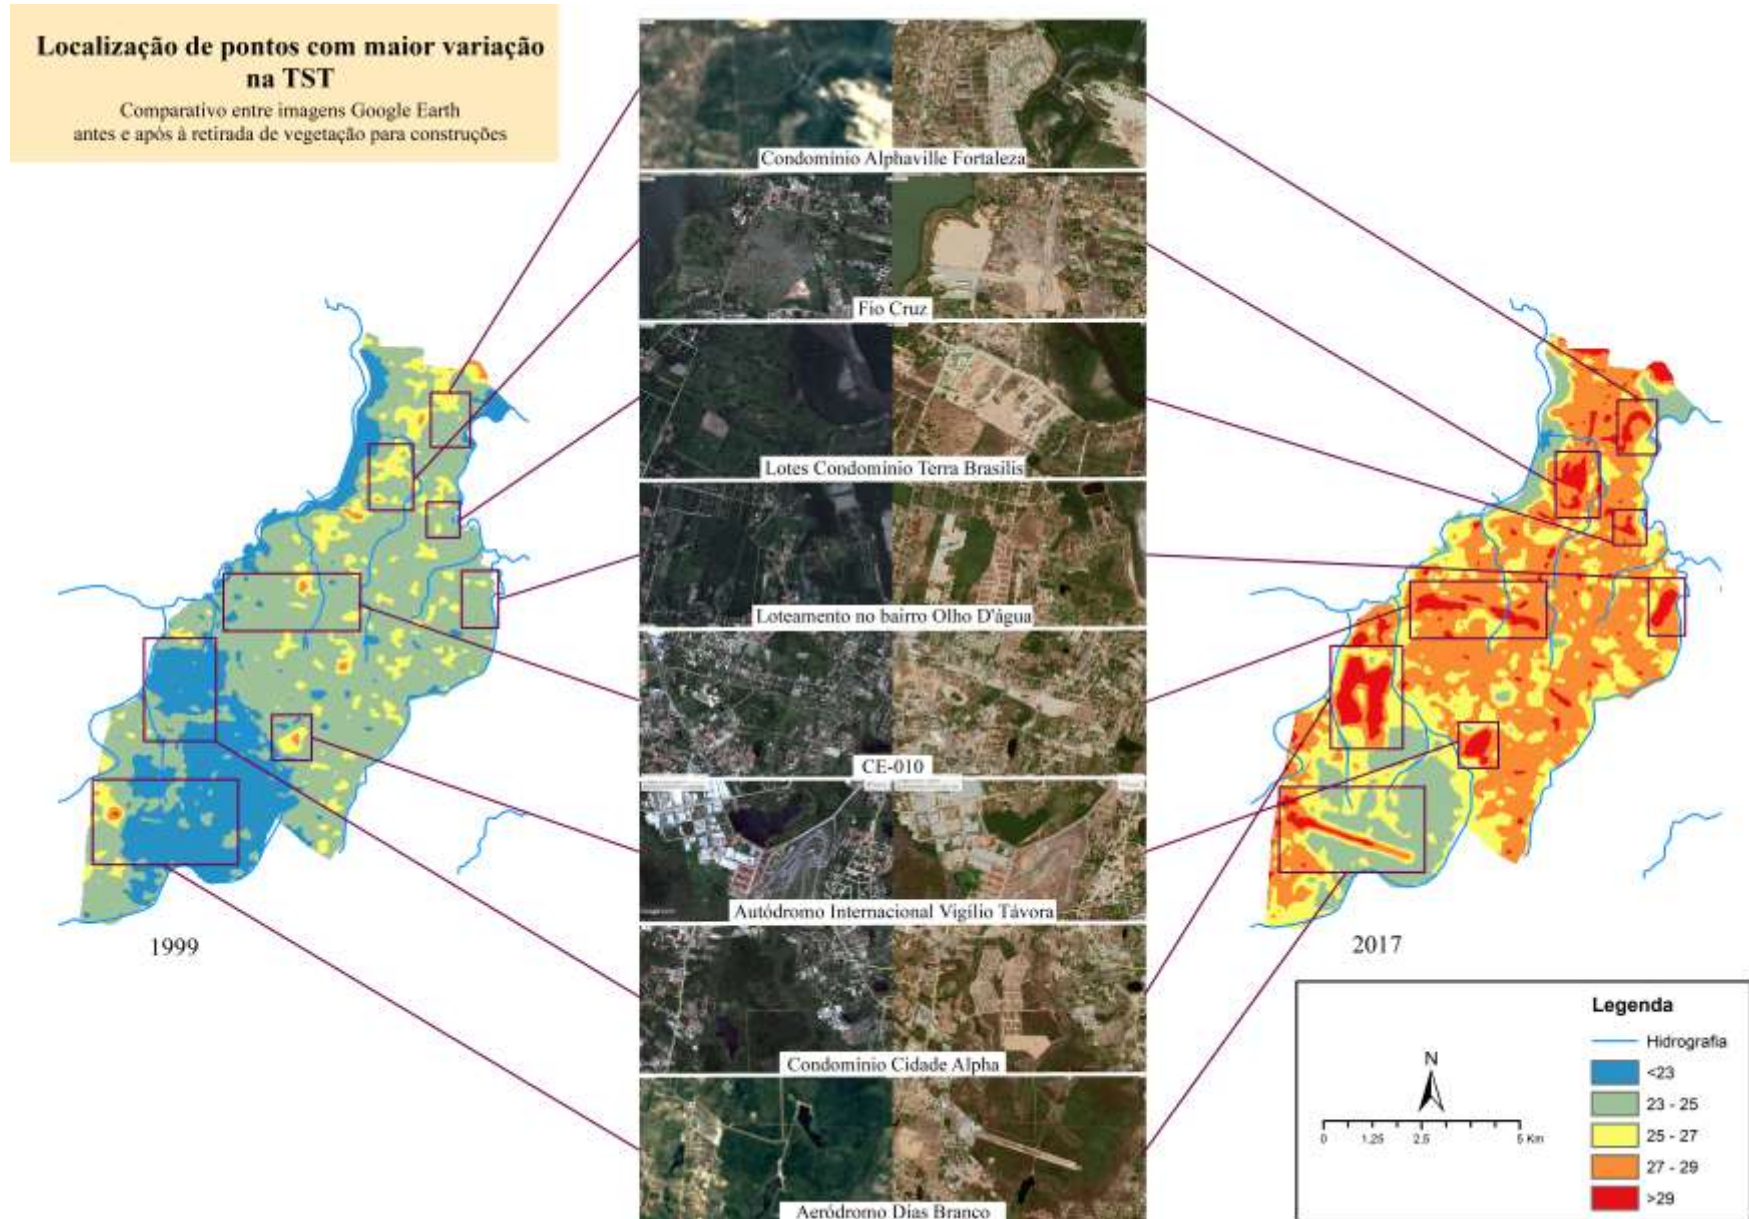 Localização de pontos com maior variação
na TST
Comparativo entre imagens Google Earth
antes e após à retirada de vegetação para construções
Condomínio Alphaville Fortaleza
Fio Cruz
Lotes Condomínio Terra Brasilis
Loteamento no bairro Olho D'água
CE-010
Autódromo Internacional Vigílio Távora
Condomínio Cidade Alpha
Aeródromo Dias Branco
1999
2017
Legenda
Hidrografia
<23
23 - 25
25 - 27
27 - 29
>29
N
0 1,25 2,5 5 Km